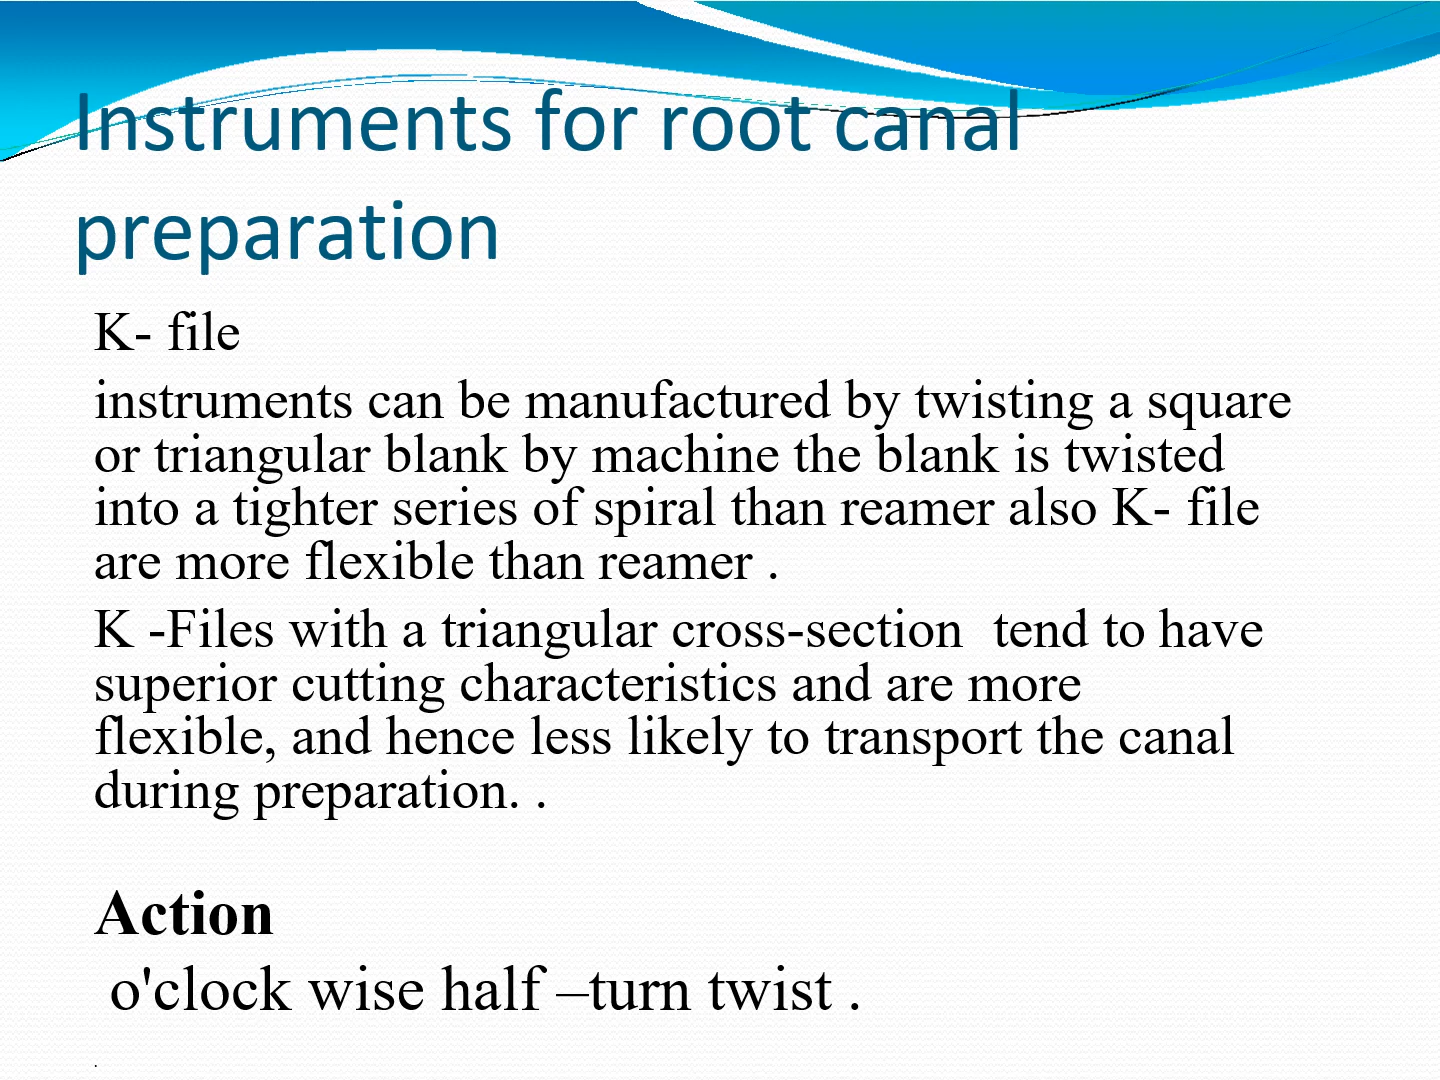 Instruments for root canal
preparation
K- file
instruments can be manufactured by twisting a square
or triangular blank by machine the blank is twisted
into a tighter series of spiral than reamer also K- file
are more flexible than reamer .
K -Files with a triangular cross-section  tend to have
superior cutting characteristics and are more
flexible, and hence less likely to transport the canal
during preparation. .
Action
o'clock wise half –turn twist .
.